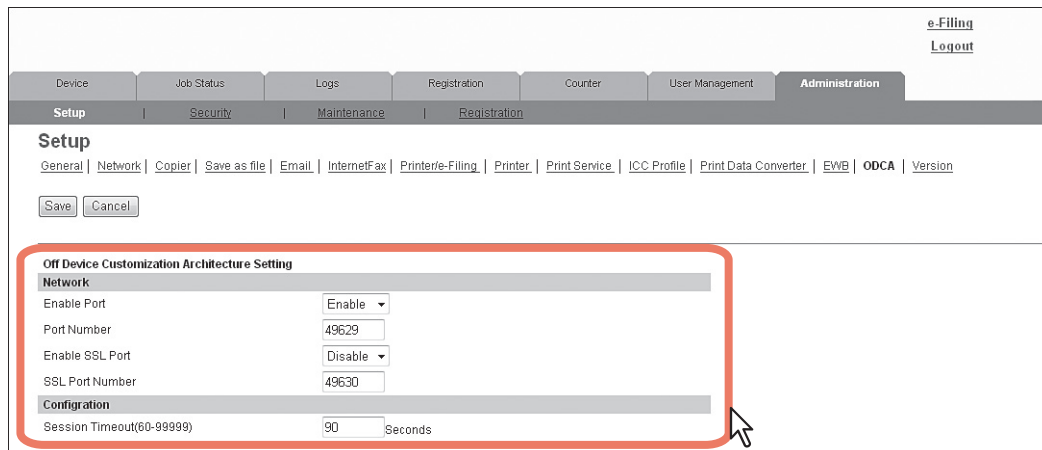 e-Filing
Logout
Device Job Status Logs Registration Counter User Management Administration
Setup | Security | Maintenance | Registration
Setup
General | Network | Copier | Save as file | Email | InternetFax | Printer/e-Filing | Printer | Print Service | ICC Profile | Print Data Converter | EWB | ODCA | Version
Save Cancel
Off Device Customization Architecture Setting
Network
Enable Port Enable
Port Number 49629
Enable SSL Port Disable
SSL Port Number 49630
Configration
Session Timeout(60-99999) 90 Seconds